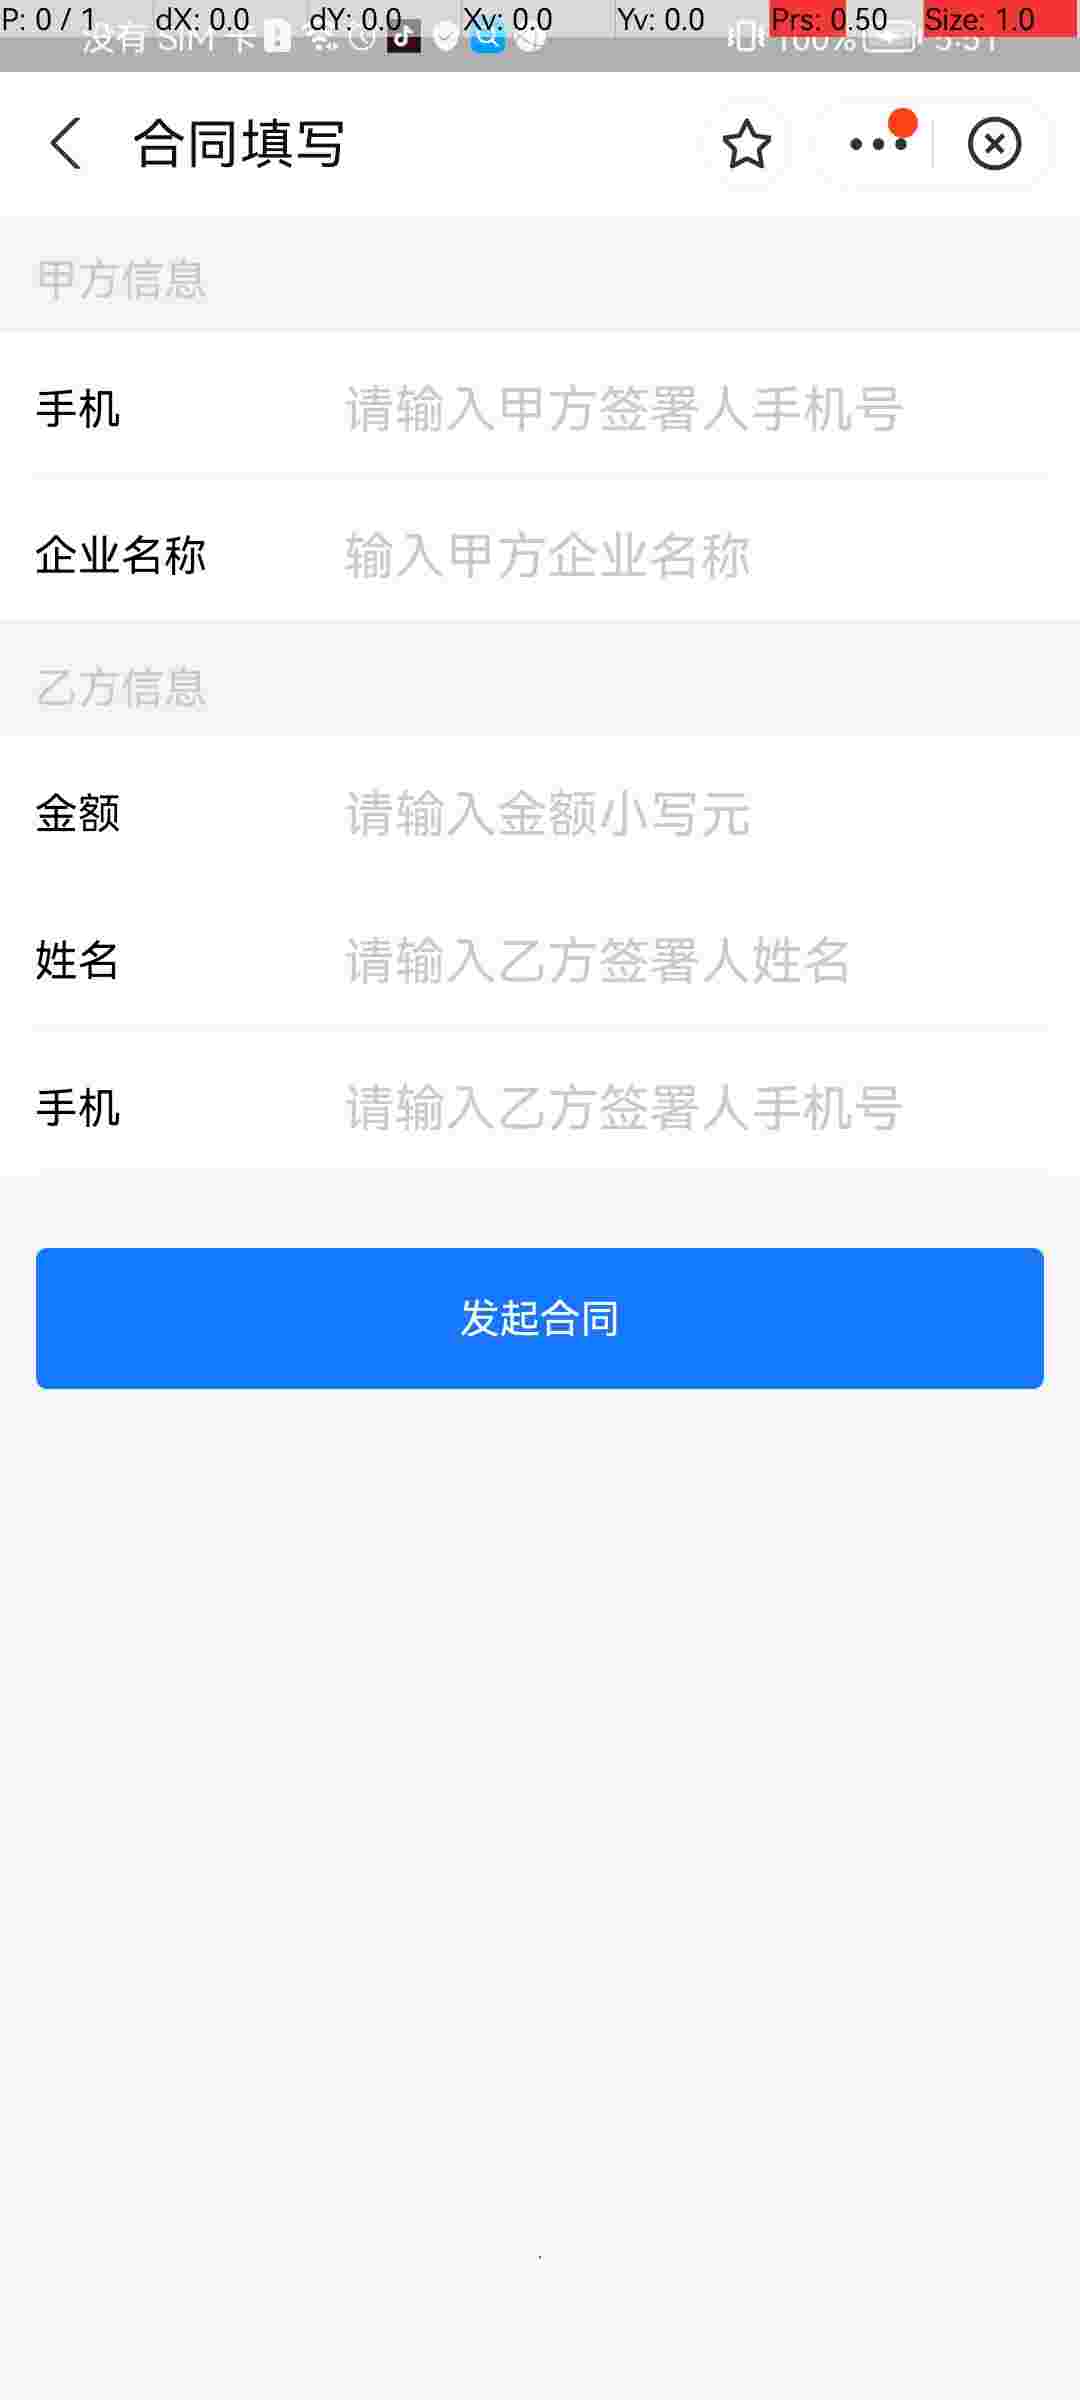 P: 0 / 1 dX: 0.0 dY: 0.0 Xv: 0.0 Yv: 0.0 Prs: 0.50 Size: 1.0
没有 SIM 卡 100% 5:31
合同填写
甲方信息
手机 请输入甲方签署人手机号
企业名称 输入甲方企业名称
乙方信息
金额 请输入金额小写元
姓名 请输入乙方签署人姓名
手机 请输入乙方签署人手机号
发起合同